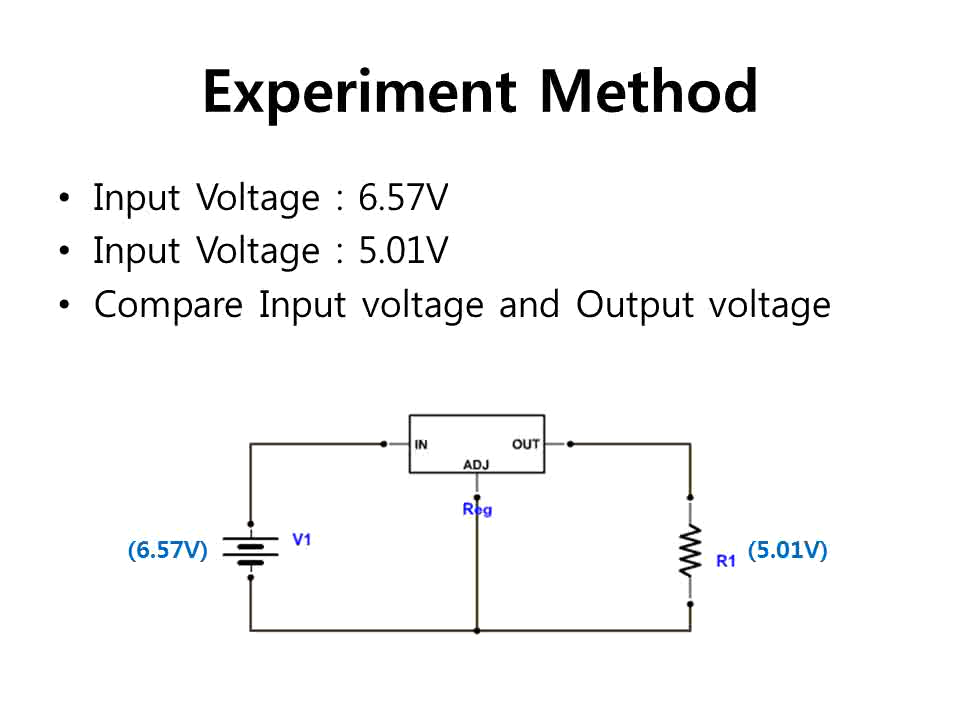 Experiment Method
• Input Voltage : 6.57V
• Input Voltage : 5.01V
• Compare Input voltage and Output voltage
IN OUT
ADJ
Reg
(6.57V) V1
R1 (5.01V)